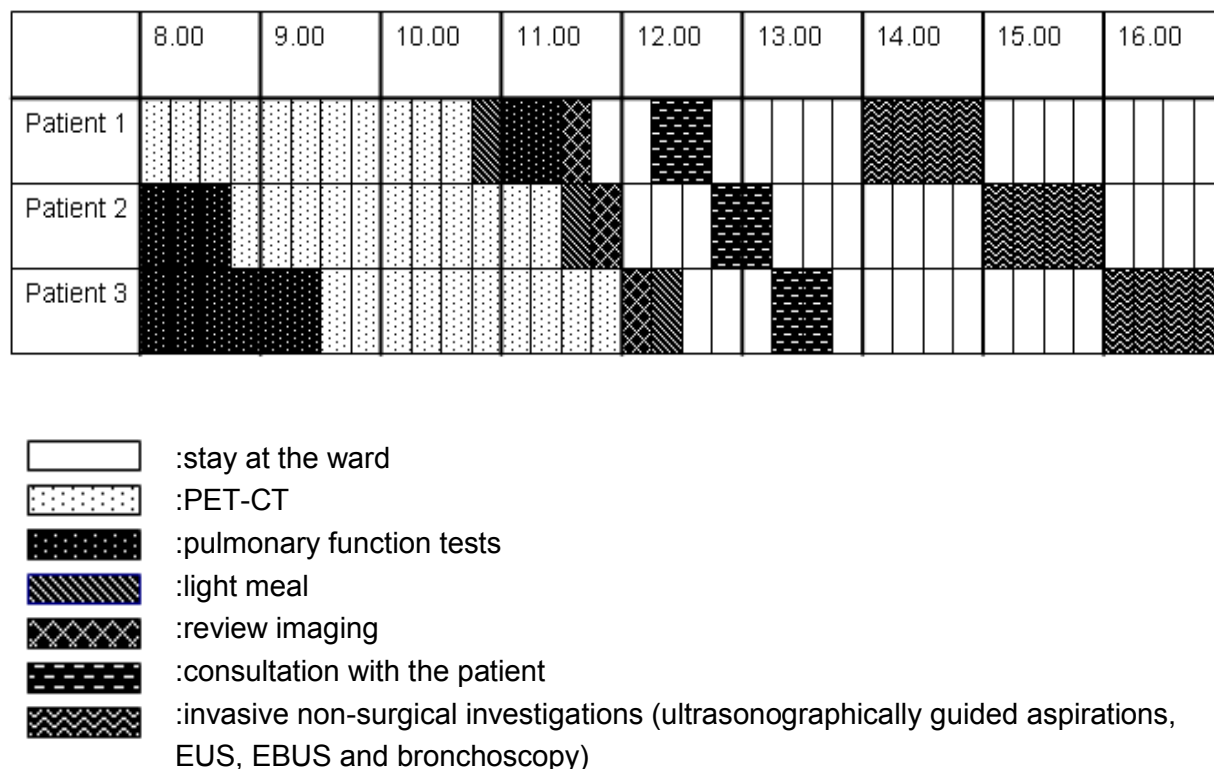 8.00 9.00 10.00 11.00 12.00 13.00 14.00 15.00 16.00
Patient 1
Patient 2
Patient 3
:stay at the ward
:PET-CT
:pulmonary function tests
:light meal
:review imaging
:consultation with the patient
:invasive non-surgical investigations (ultrasonographically guided aspirations,
EUS, EBUS and bronchoscopy)